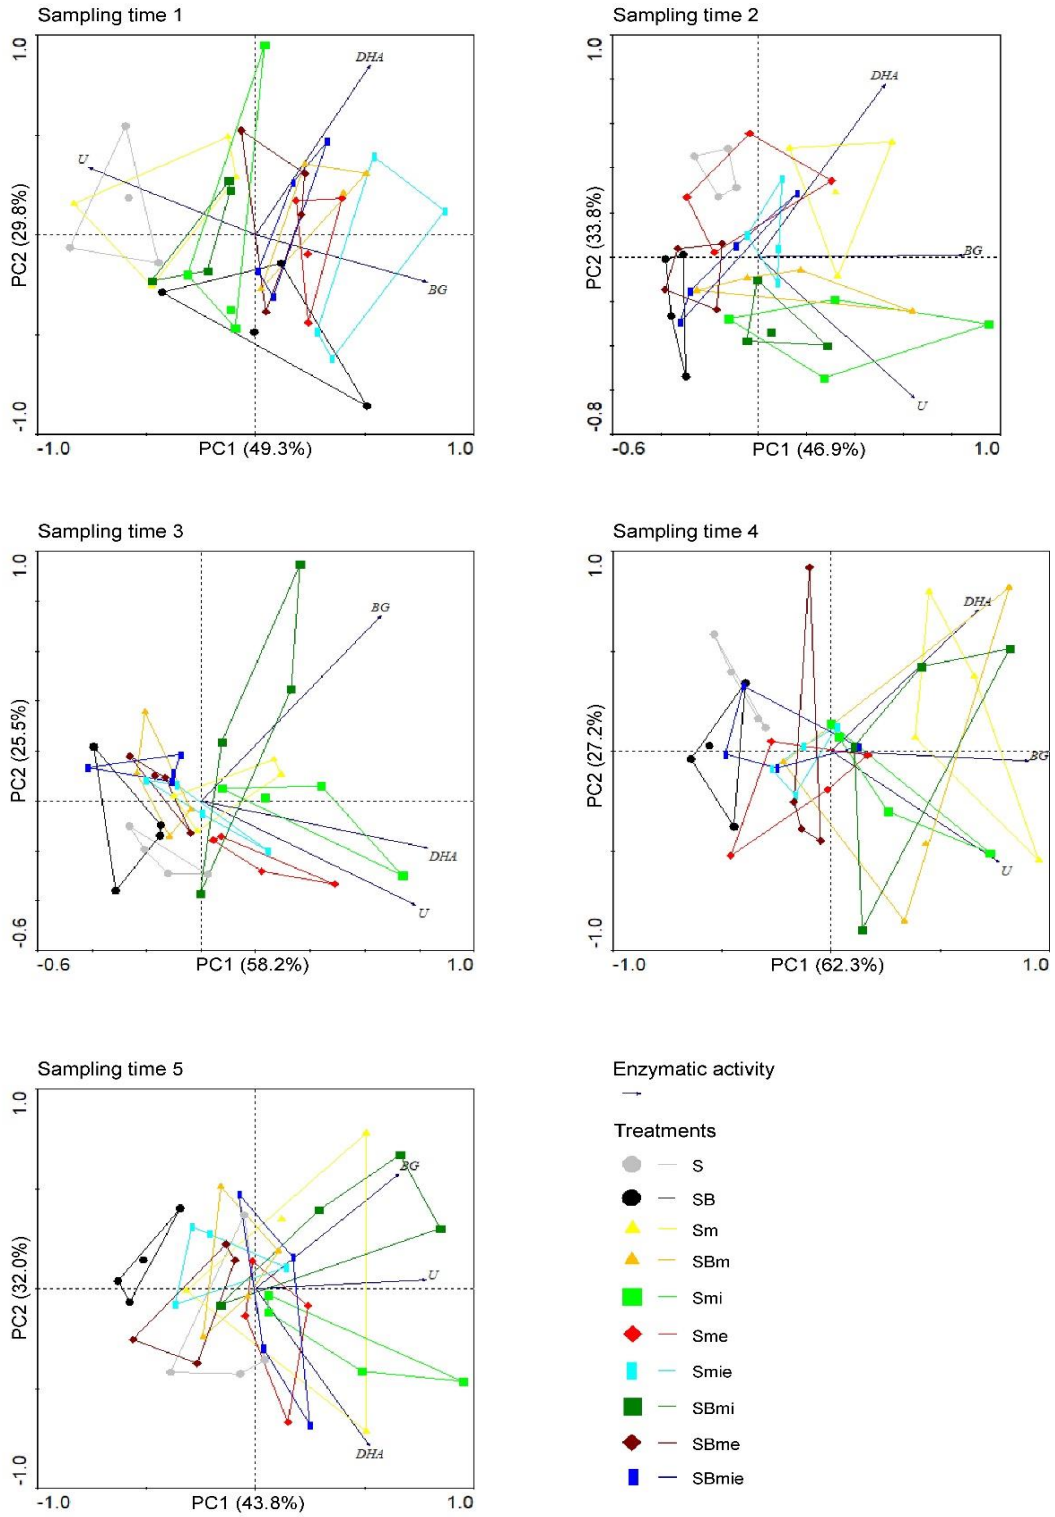 Sampling time 1
1.0
DHA
U
BG
PC2 (29.8%)
-1.0
-1.0
PC1 (49.3%)
1.0
Sampling time 2
1.0
DHA
BG
U
PC2 (33.8%)
-0.8
-0.6
PC1 (46.9%)
1.0
Sampling time 3
1.0
BG
DHA
U
PC2 (25.5%)
-0.6
-0.6
PC1 (58.2%)
1.0
Sampling time 4
1.0
DHA
BG
U
PC2 (27.2%)
-1.0
-1.0
PC1 (62.3%)
1.0
Sampling time 5
1.0
BG
U
DHA
PC2 (32.0%)
-1.0
-1.0
PC1 (43.8%)
1.0
Enzymatic activity
Treatments
S
SB
Sm
SBm
Smi
Sme
Smie
SBmi
SBme
SBmie